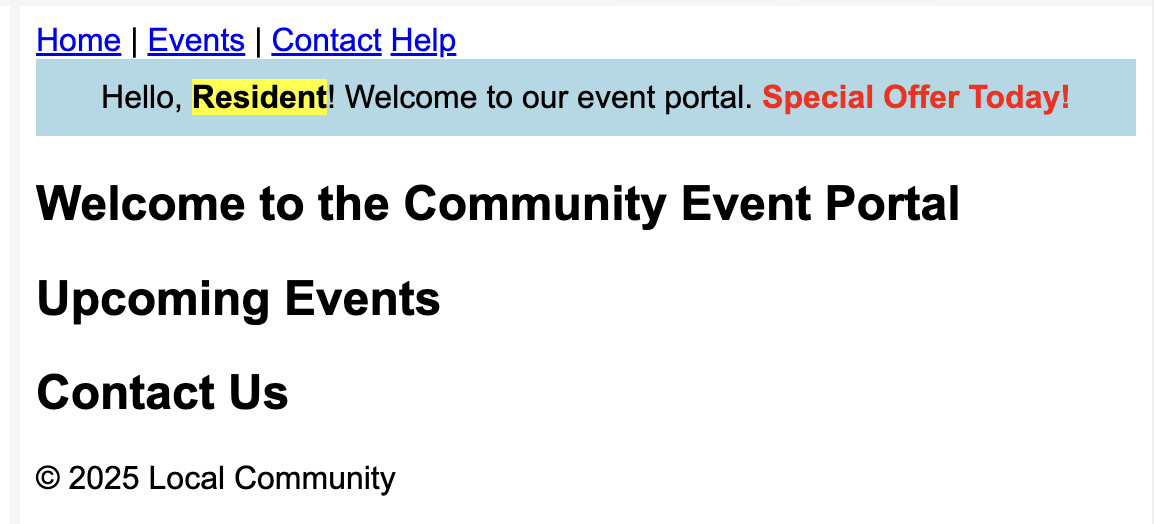 Home | Events | Contact Help
Hello, Resident! Welcome to our event portal. Special Offer Today!
Welcome to the Community Event Portal
Upcoming Events
Contact Us
© 2025 Local Community